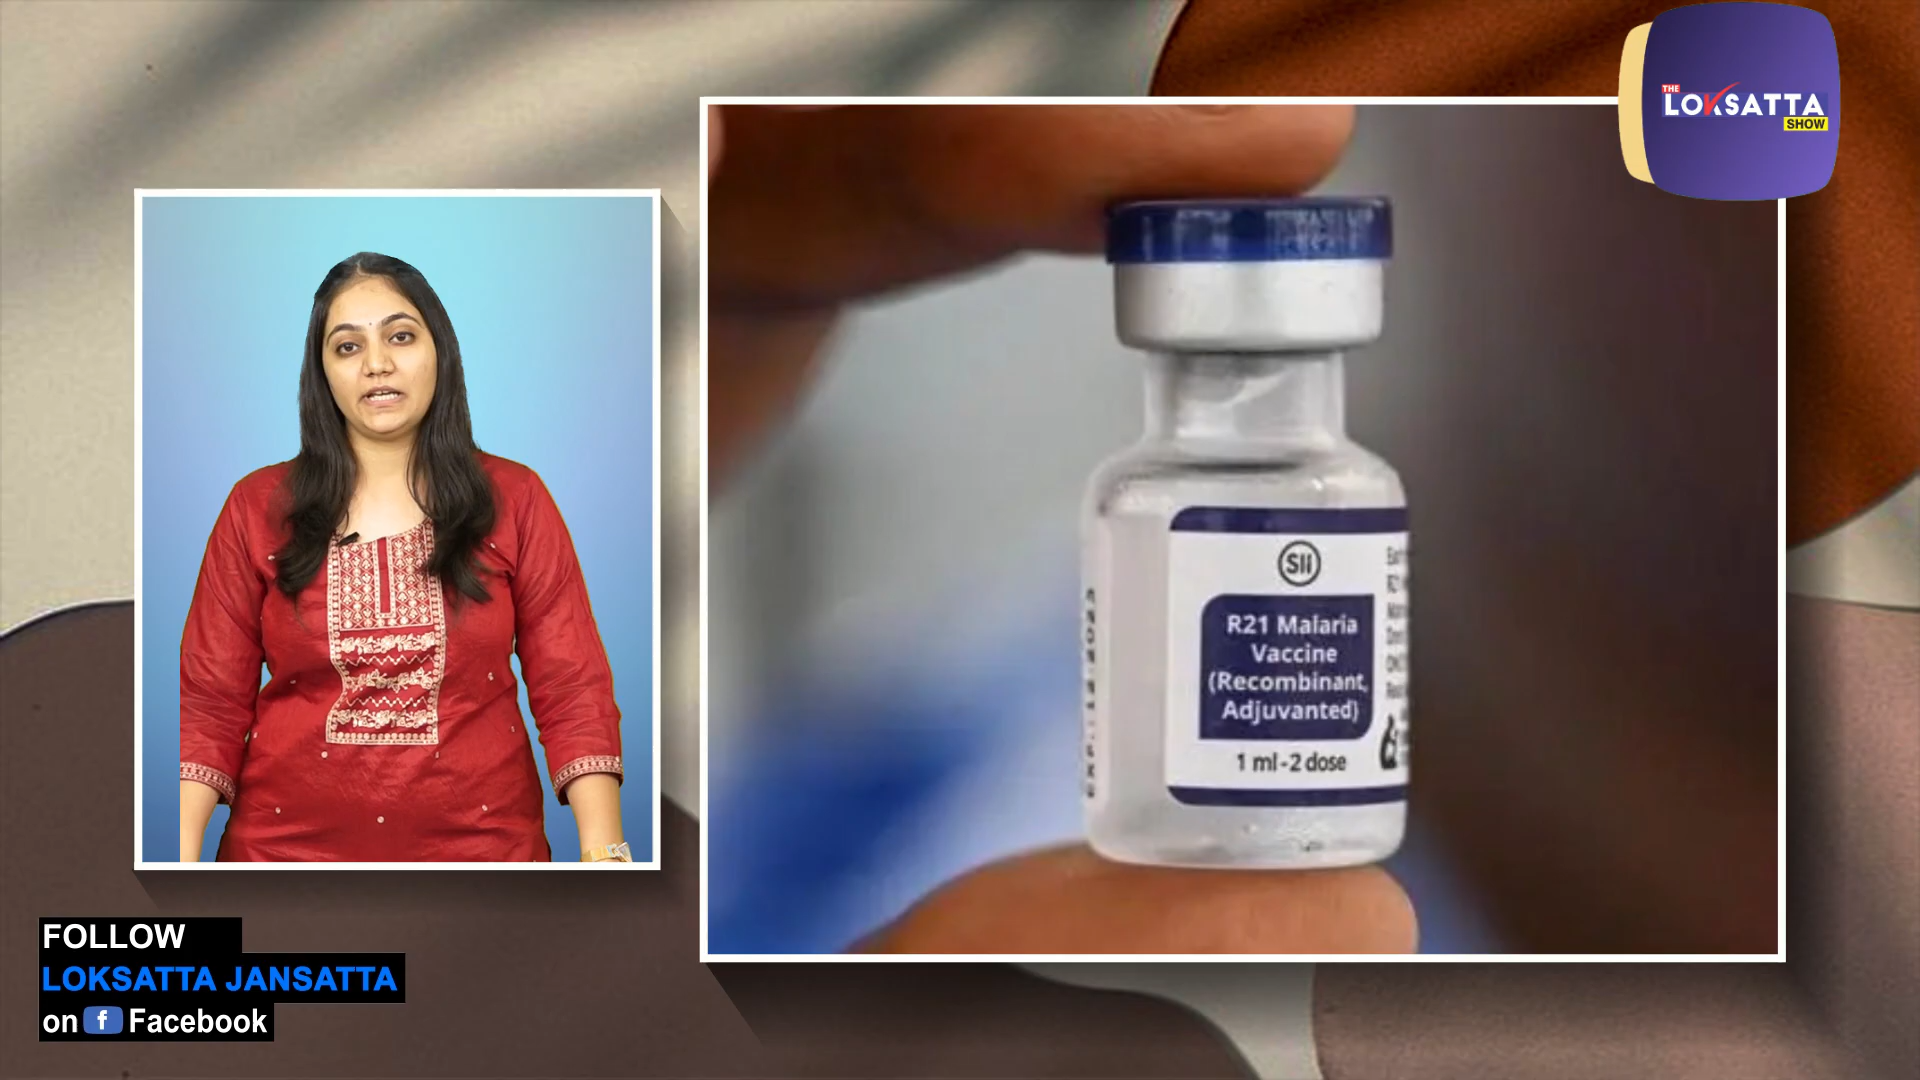 THE
LOKSATTA
SHOW
SII
R21 Malaria
Vaccine
(Recombinant,
Adjuvanted)
1 ml - 2 dose
FOLLOW
LOKSATTA JANSATTA
on f Facebook